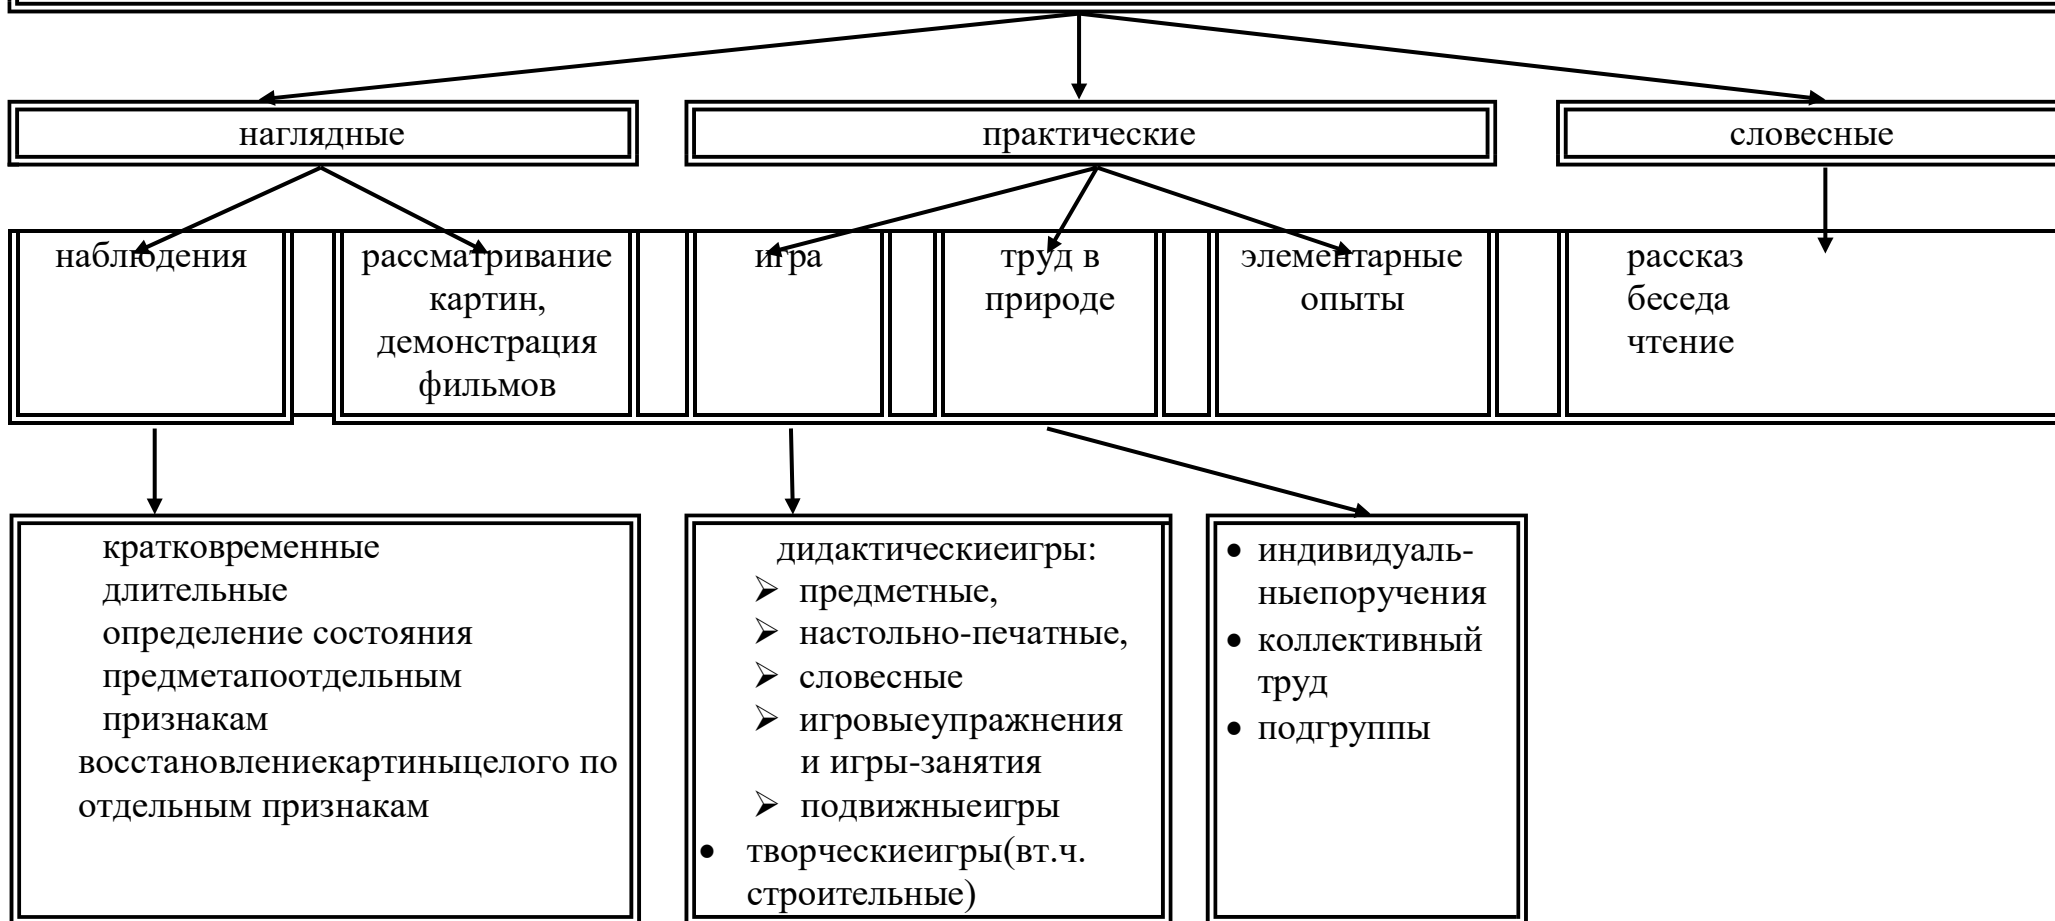 наглядные
практические
словесные
наблюдения
рассматривание
картин,
демонстрация
фильмов
игра
труд в
природе
элементарные
опыты
рассказ
беседа
чтение
кратковременные
длительные
определение состояния
предметапоотдельным
признакам
восстановлениекартиныцелого по
отдельным признакам
дидактическиеигры:
предметные,
настольно-печатные,
словесные
игровыеупражнения
и игры-занятия
подвижныеигры
творческиеигры(вт.ч.
строительные)
индивидуаль-
ныепоручения
коллективный
труд
подгруппы